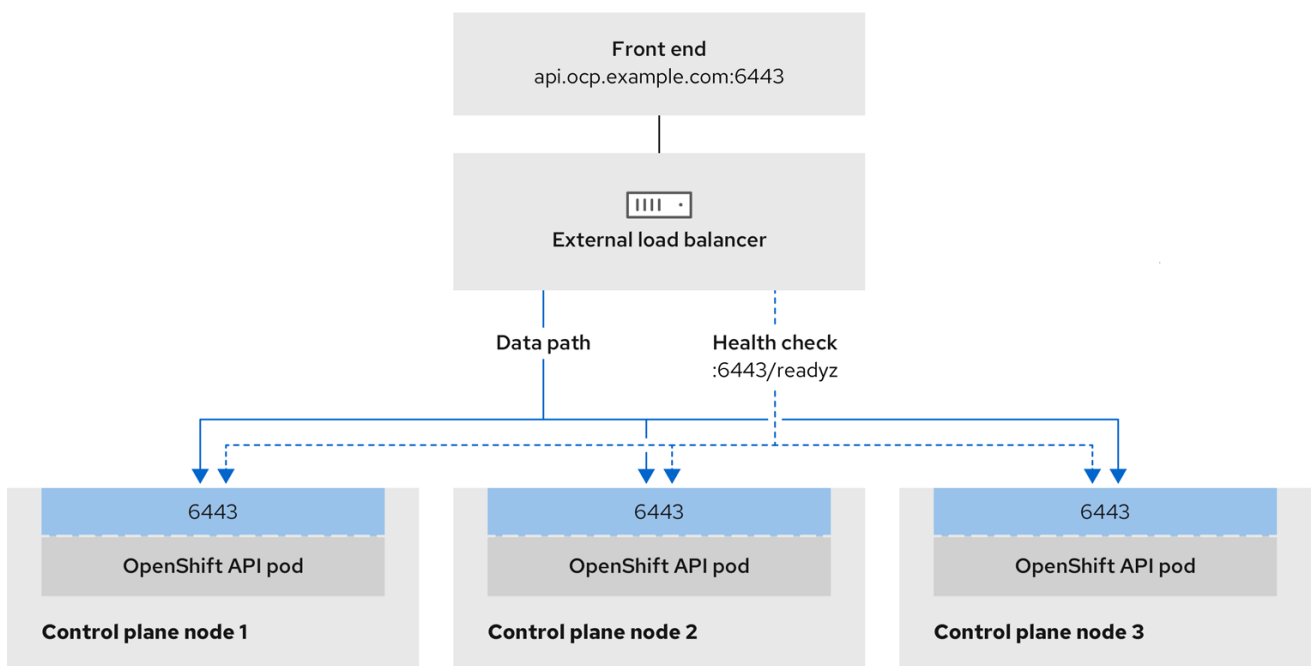 Front end
api.ocp.example.com:6443
External load balancer
Data path
Health check
:6443/readyz
6443
6443
6443
OpenShift API pod
OpenShift API pod
OpenShift API pod
Control plane node 1
Control plane node 2
Control plane node 3